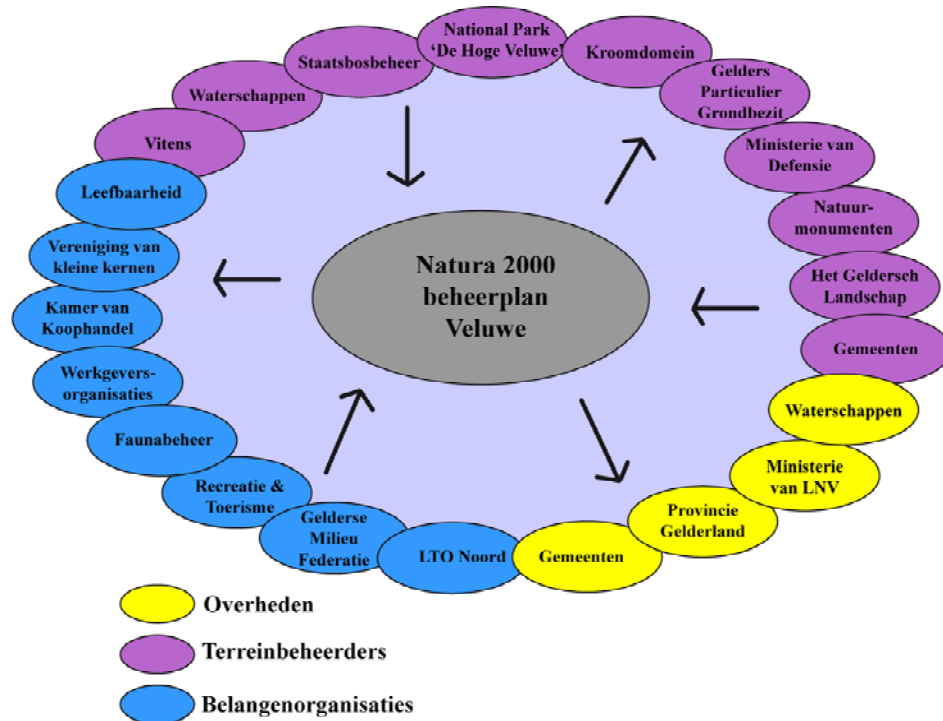 National Park
‘De Hoge Veluwe’
Kroomdomein
Gelders
Particulier
Grondbezit
Ministerie van
Defensie
Natuur-
monumenten
Het Geldersch
Landschap
Gemeenten
Waterschappen
Ministerie
van LNV
Provincie
Gelderland
Gemeenten
LTO Noord
Gelderse
Milieu
Federatie
Recreatie &
Toerisme
Faunabeheer
Werkgevers-
organisaties
Kamer van
Koophandel
Vereniging van
kleine kernen
Leefbaarheid
Vitens
Waterschappen
Staatsbosbeheer
Natura 2000
beheerplan
Veluwe
Overheden
Terreinbeheerders
Belangenorganisaties